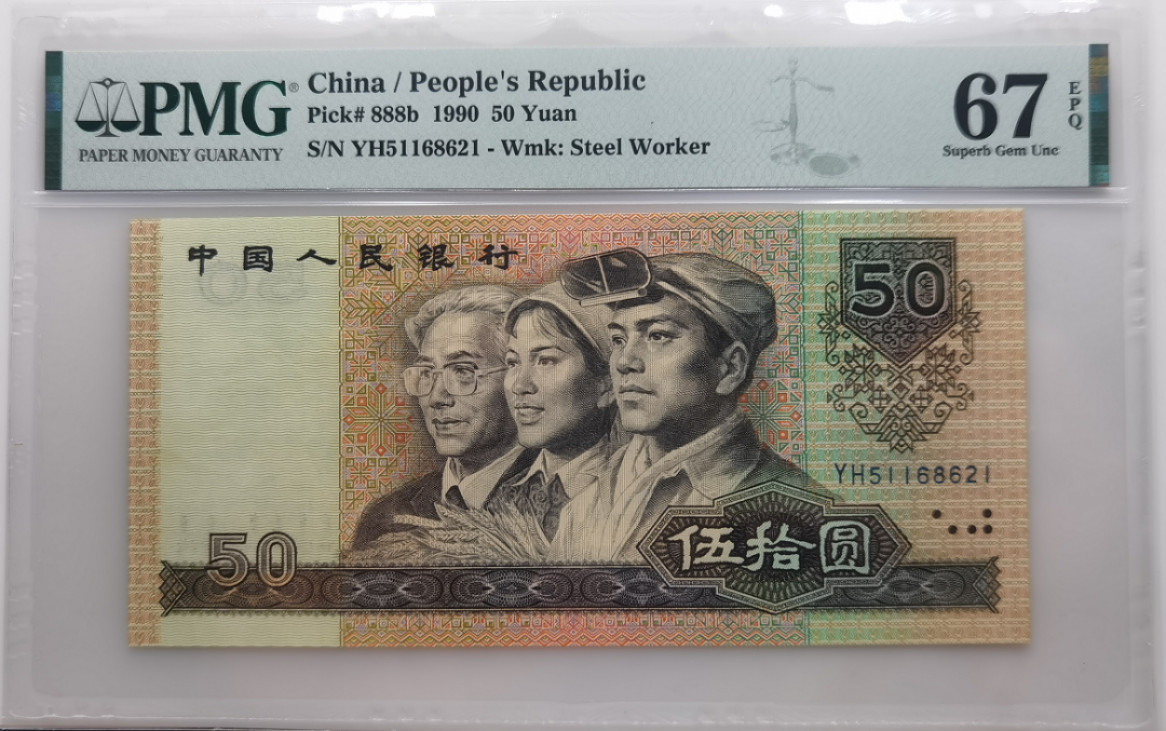 PMG®
PAPER MONEY GUARANTY
China / People's Republic
Pick# 888b 1990 50 Yuan
S/N YH51168621 - Wmk: Steel Worker
67
EPQ
Superb Gem Unc
中国人民银行
50
YH51168621
50
伍拾圆